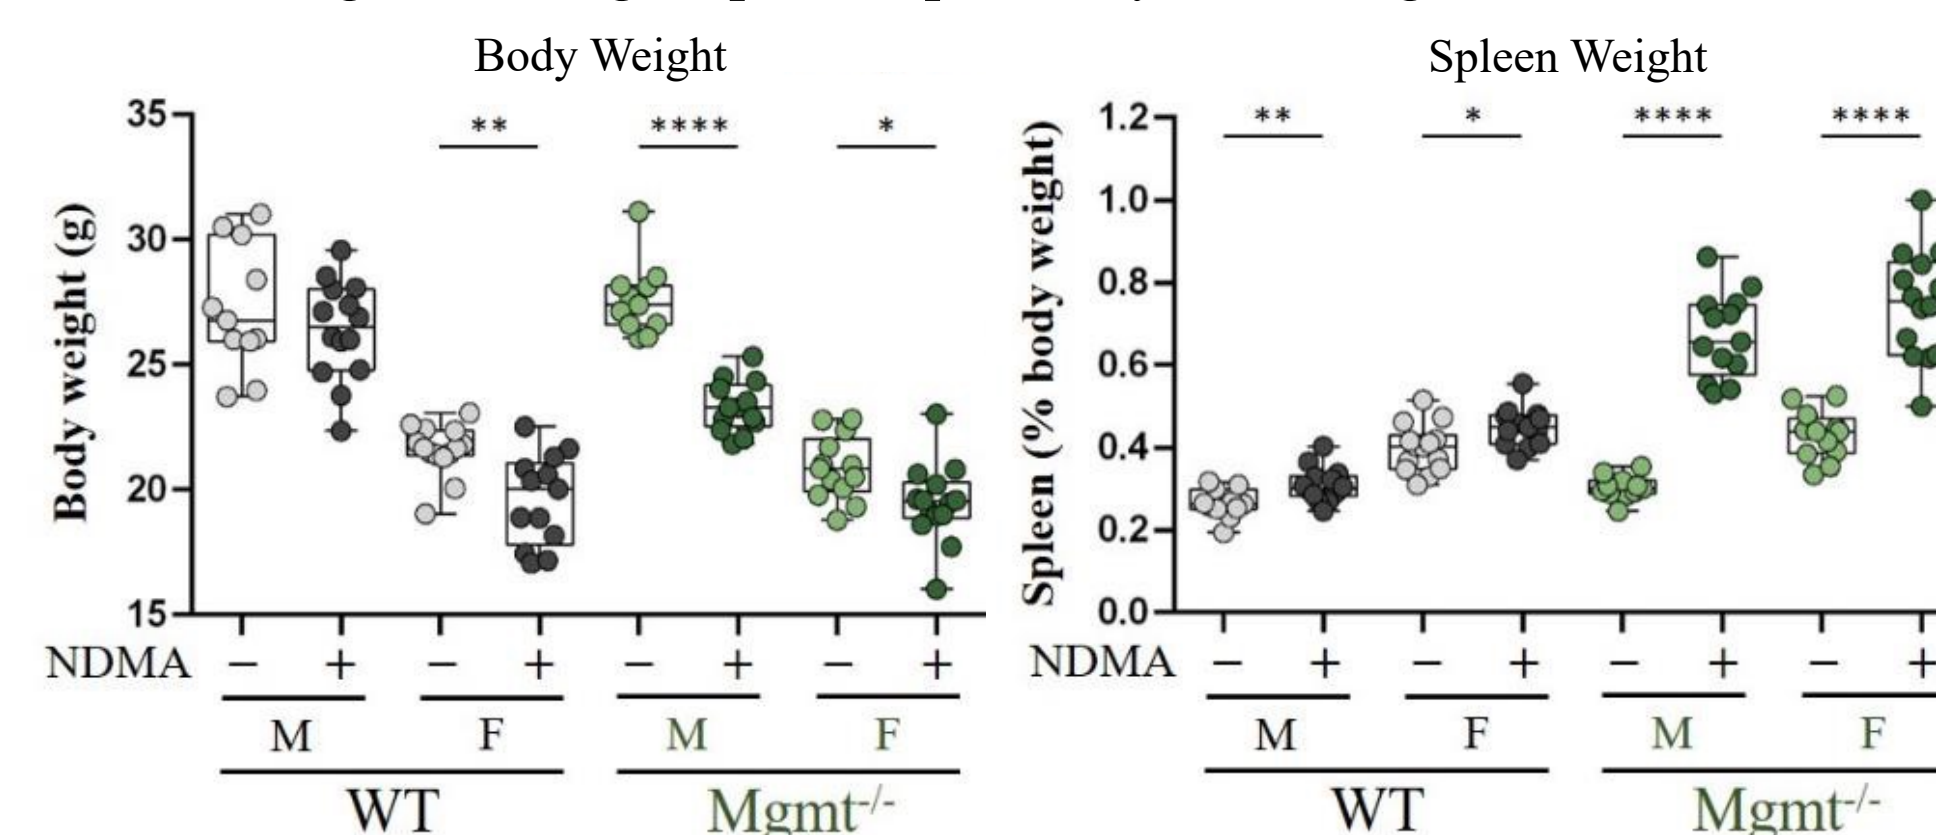 Body Weight
Body weight (g)
35
30
25
20
15
**
****
*
NDMA − + − + − + − +
M F M F
WT Mgmt-/-
Spleen Weight
Spleen (% body weight)
1.2
1.0
0.8
0.6
0.4
0.2
0.0
**
*
****
****
NDMA − + − + − + − +
M F M F
WT Mgmt-/-